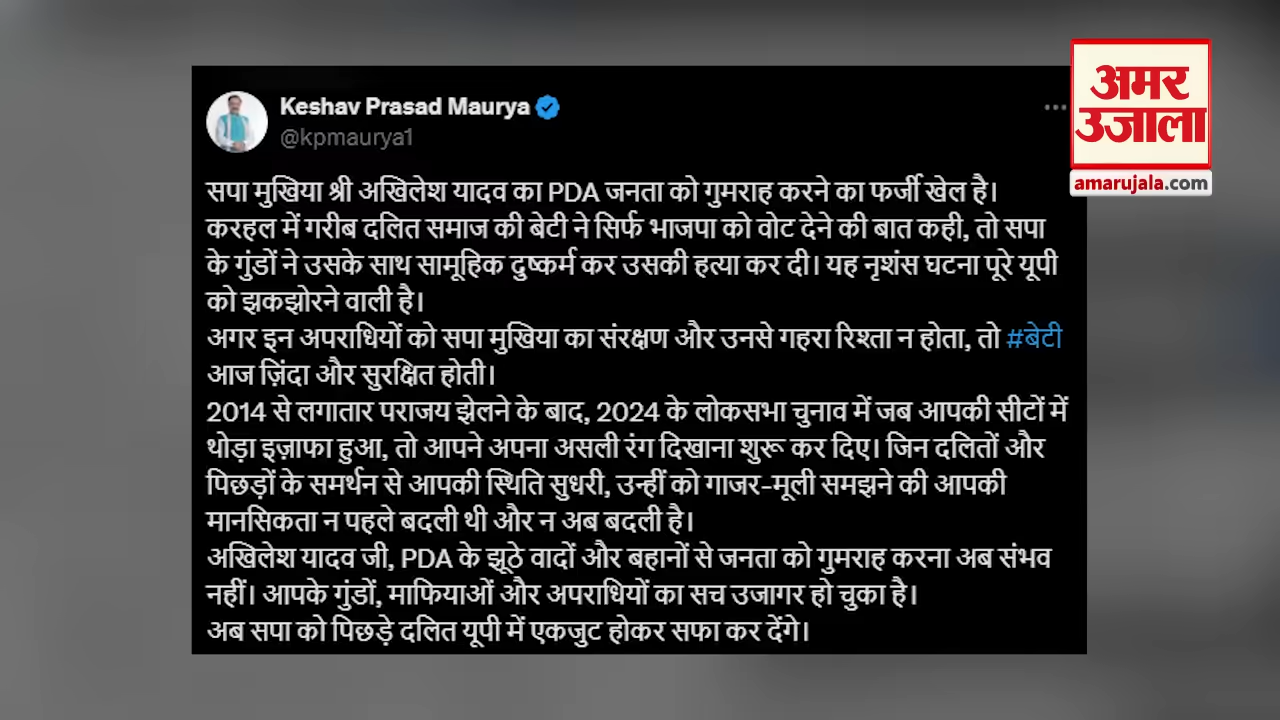 अमर
उजाला
amarujala.com
Keshav Prasad Maurya
@kpmaurya1
सपा मुखिया श्री अखिलेश यादव का PDA जनता को गुमराह करने का फर्जी खेल है।
करहल में गरीब दलित समाज की बेटी ने सिर्फ भाजपा को वोट देने की बात कही, तो सपा
के गुंडों ने उसके साथ सामूहिक दुष्कर्म कर उसकी हत्या कर दी। यह नृशंस घटना पूरे यूपी
को झकझोरने वाली है।
अगर इन अपराधियों को सपा मुखिया का संरक्षण और उनसे गहरा रिश्ता न होता, तो #बेटी
आज ज़िंदा और सुरक्षित होती।
2014 से लगातार पराजय झेलने के बाद, 2024 के लोकसभा चुनाव में जब आपकी सीटों में
थोड़ा इज़ाफा हुआ, तो आपने अपना असली रंग दिखाना शुरू कर दिए। जिन दलितों और
पिछड़ों के समर्थन से आपकी स्थिति सुधरी, उन्हीं को गाजर-मूली समझने की आपकी
मानसिकता न पहले बदली थी और न अब बदली है।
अखिलेश यादव जी, PDA के झूठे वादों और बहानों से जनता को गुमराह करना अब संभव
नहीं। आपके गुंडों, माफियाओं और अपराधियों का सच उजागर हो चुका है।
अब सपा को पिछड़े दलित यूपी में एकजुट होकर सफा कर देंगे।